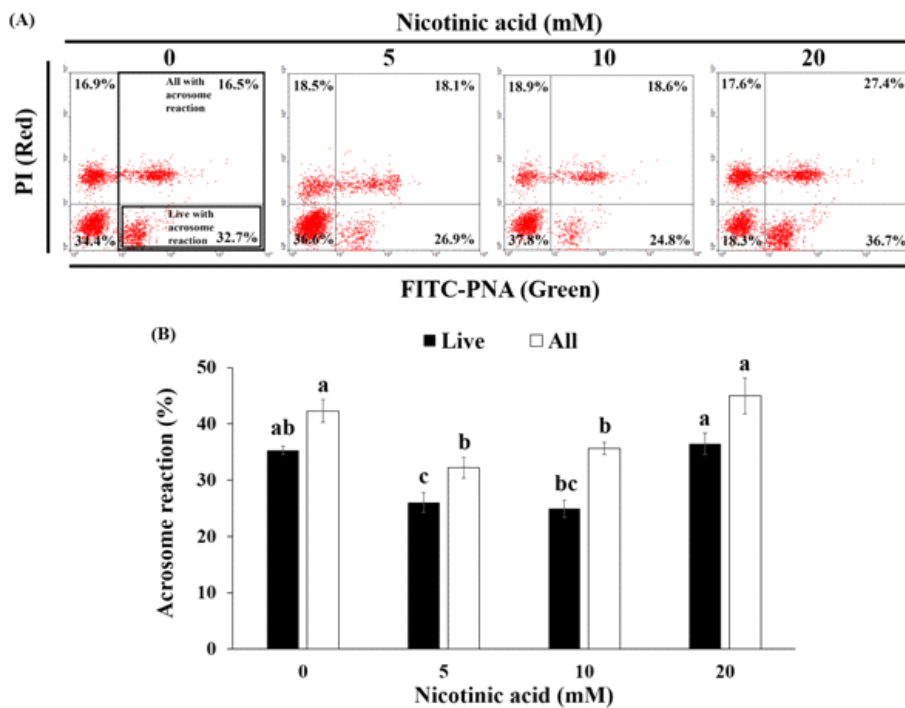 (A)
Nicotinic acid (mM)
0 5 10 20
PI (Red)
16.9% All with acrosome reaction 16.5%
34.4% Live with acrosome reaction 32.7%
18.5% 18.1%
36.6% 26.9%
18.9% 18.6%
37.8% 24.8%
17.6% 27.4%
18.3% 36.7%
FITC-PNA (Green)
(B)
Live All
Acrosome reaction (%)
50
40
30
20
10
0
ab a
c b
bc b
a a
0 5 10 20
Nicotinic acid (mM)